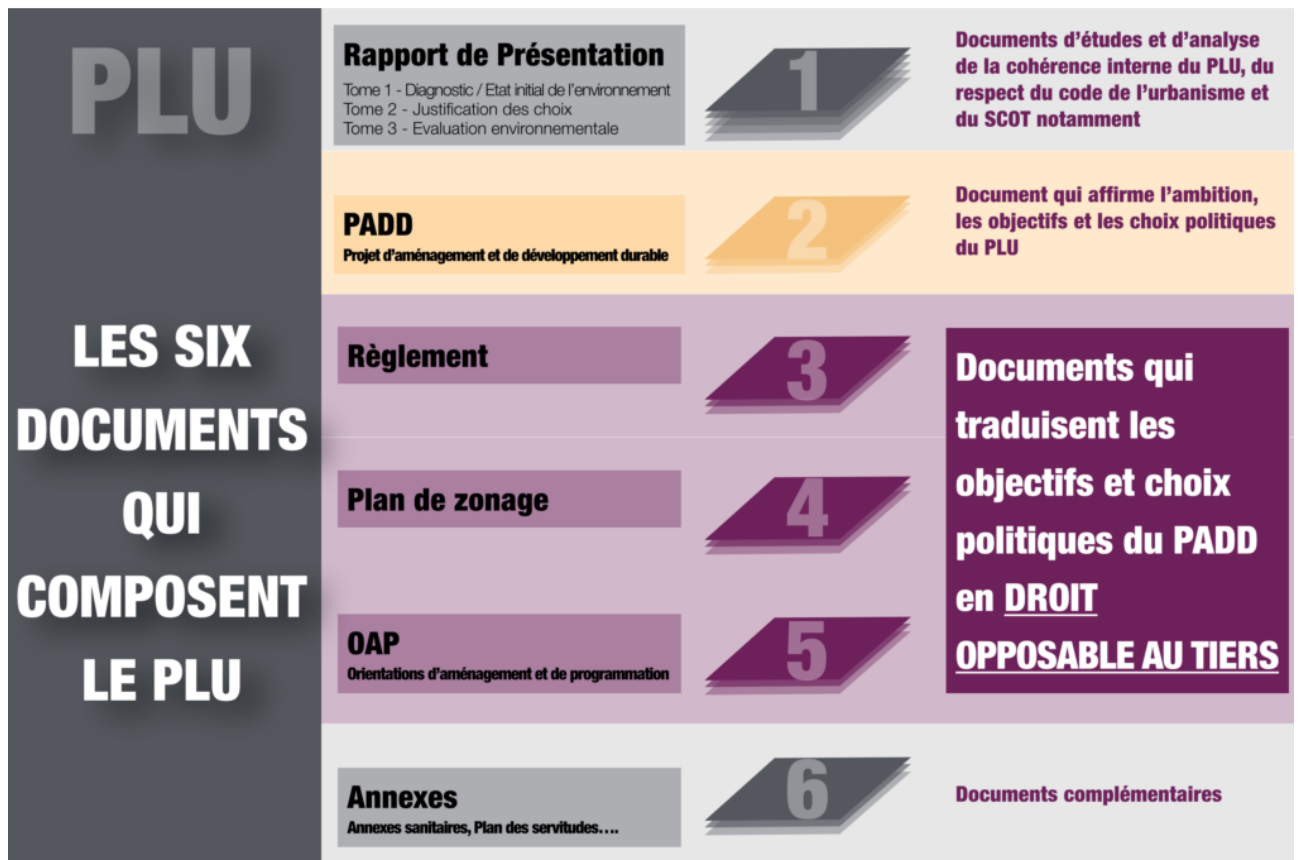 PLU
LES SIX
DOCUMENTS
QUI
COMPOSENT
LE PLU
Rapport de Présentation
Tome 1 - Diagnostic / Etat initial de l'environnement
Tome 2 - Justification des choix
Tome 3 - Evaluation environnementale
1
Documents d'études et d'analyse
de la cohérence interne du PLU, du
respect du code de l'urbanisme et
du SCOT notamment
PADD
Projet d'aménagement et de développement durable
2
Document qui affirme l'ambition,
les objectifs et les choix politiques
du PLU
Règlement
3
Plan de zonage
4
OAP
Orientations d'aménagement et de programmation
5
Documents qui
traduisent les
objectifs et choix
politiques du PADD
en DROIT
OPPOSABLE AU TIERS
Annexes
Annexes sanitaires, Plan des servitudes....
6
Documents complémentaires